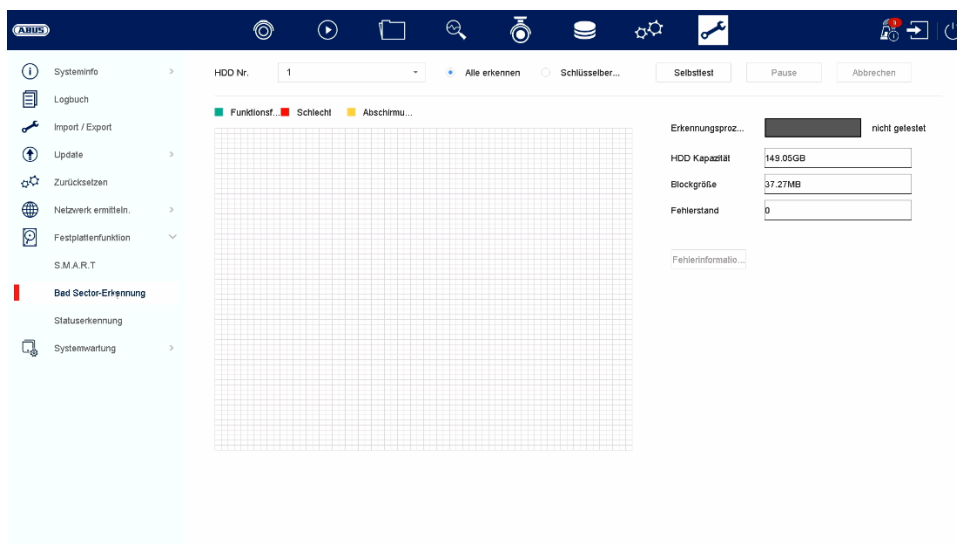 ABUS
3
Systeminfo
HDD Nr. 1 Alle erkennen Schlüsselber... Selbsttest Pause Abbrechen
Logbuch
Funktionsf... Schlecht Abschirmu...
Import / Export
Erkennungsproz... nicht getestet
Update
HDD Kapazität 149.05GB
Zurücksetzen
Blockgröße 37.27MB
Netzwerk ermitteln.
Fehlerstand 0
Festplattenfunktion
Fehlerinformatio...
S.M.A.R.T
Bad Sector-Erkennung
Statuserkennung
Systemwartung